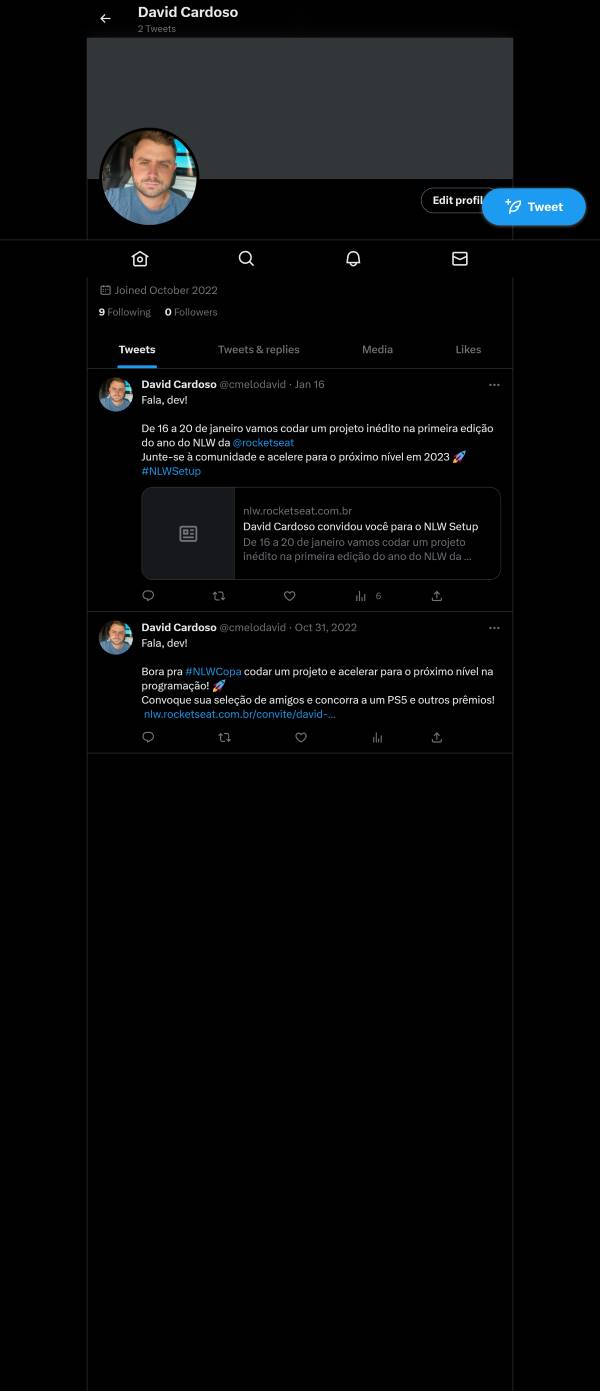 David Cardoso
2 Tweets
Edit profil
Tweet
Joined October 2022
9 Following 0 Followers
Tweets Tweets & replies Media Likes
David Cardoso @cmelodavid · Jan 16
Fala, dev!
De 16 a 20 de janeiro vamos codar um projeto inédito na primeira edição
do ano do NLW da @rocketseat
Junte-se à comunidade e acelere para o próximo nível em 2023 🚀
#NLWSetup
nlw.rocketseat.com.br
David Cardoso convidou você para o NLW Setup
De 16 a 20 de janeiro vamos codar um projeto
inédito na primeira edição do ano do NLW da ...
6
David Cardoso @cmelodavid · Oct 31, 2022
Fala, dev!
Bora pra #NLWCopa codar um projeto e acelerar para o próximo nível na
programação! 🚀
Convoque sua seleção de amigos e concorra a um PS5 e outros prêmios!
nlw.rocketseat.com.br/convite/david-…